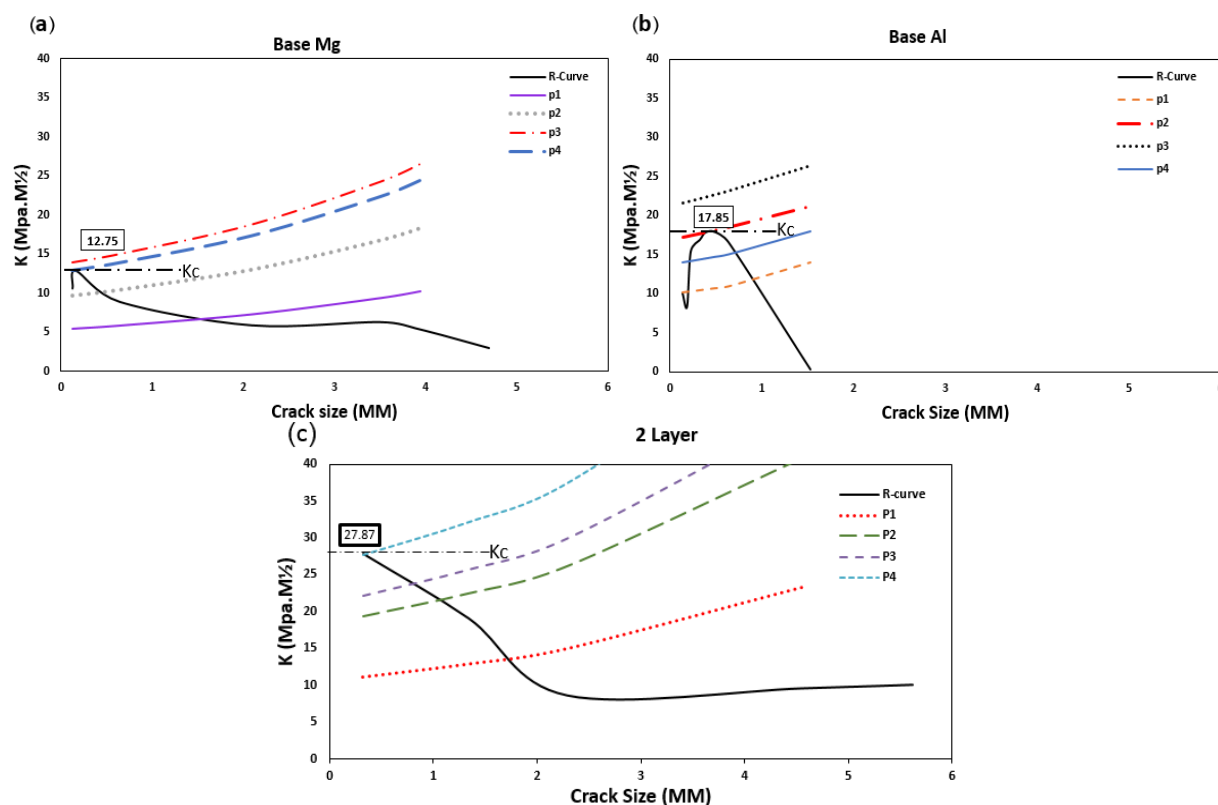 (a)
Base Mg
40
35
30
25
20
15
10
5
0
K (Mpa.M½)
R-Curve
p1
p2
p3
p4
12.75
Kc
0 1 2 3 4 5 6
Crack size (MM)
(b)
Base Al
40
35
30
25
20
15
10
5
0
K (Mpa.M½)
R-Curve
p1
p2
p3
p4
17.85
Kc
0 1 2 3 4 5 6
Crack Size (MM)
(c)
2 Layer
40
35
30
25
20
15
10
5
0
K (Mpa.M½)
R-curve
P1
P2
P3
P4
27.87
Kc
0 1 2 3 4 5 6
Crack Size (MM)